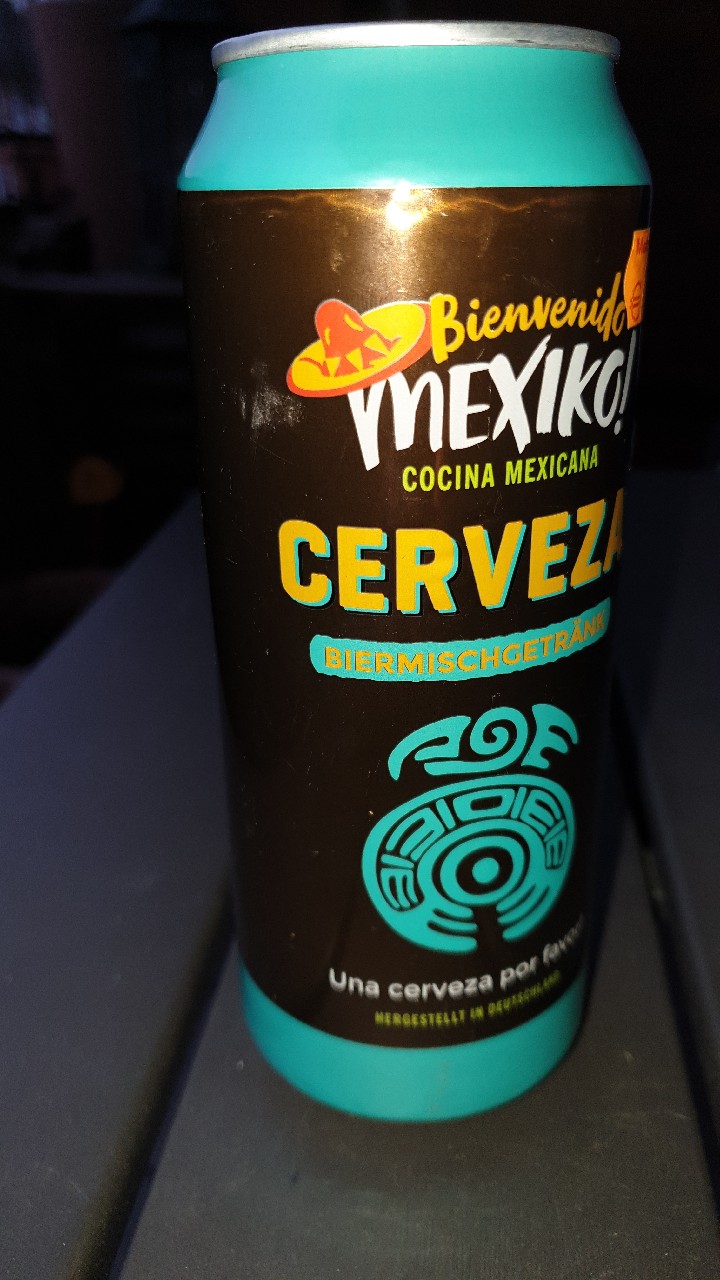 Bienvenido
MEXIKO!
COCINA MEXICANA
CERVEZA
BIERMISCHGETRÄNK
Una cerveza por favor
HERGESTELLT IN DEUTSCHLAND